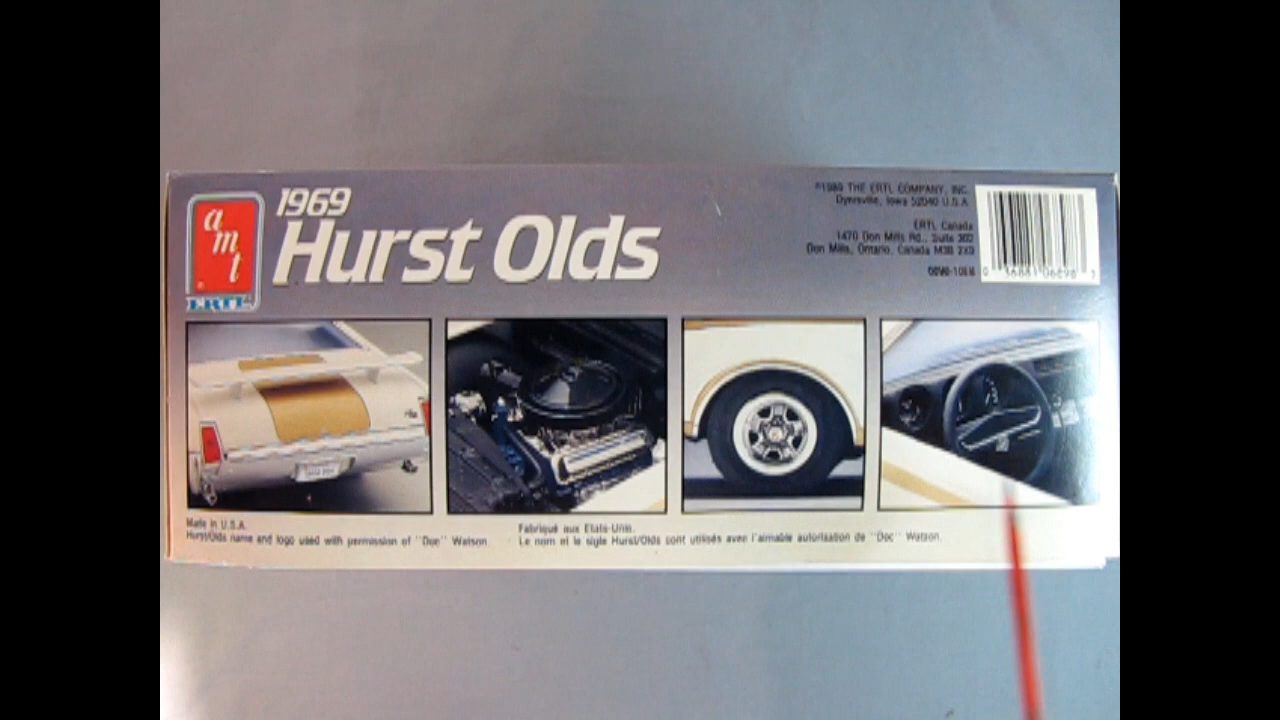 amt
ERTL
1969
Hurst Olds
©1989 THE ERTL COMPANY, INC.
Dyersville, Iowa 52040 U.S.A.
ERTL Canada
1470 Don Mills Rd., Suite 302
Don Mills, Ontario, Canada M3B 2X9
Made in U.S.A.
Hurst/Olds name and logo used with permission of "Doc" Watson.
Fabriqué aux Etats-Unis.
Le nom et le sigle Hurst/Olds sont utilisés avec l'aimable autorisation de "Doc" Watson.